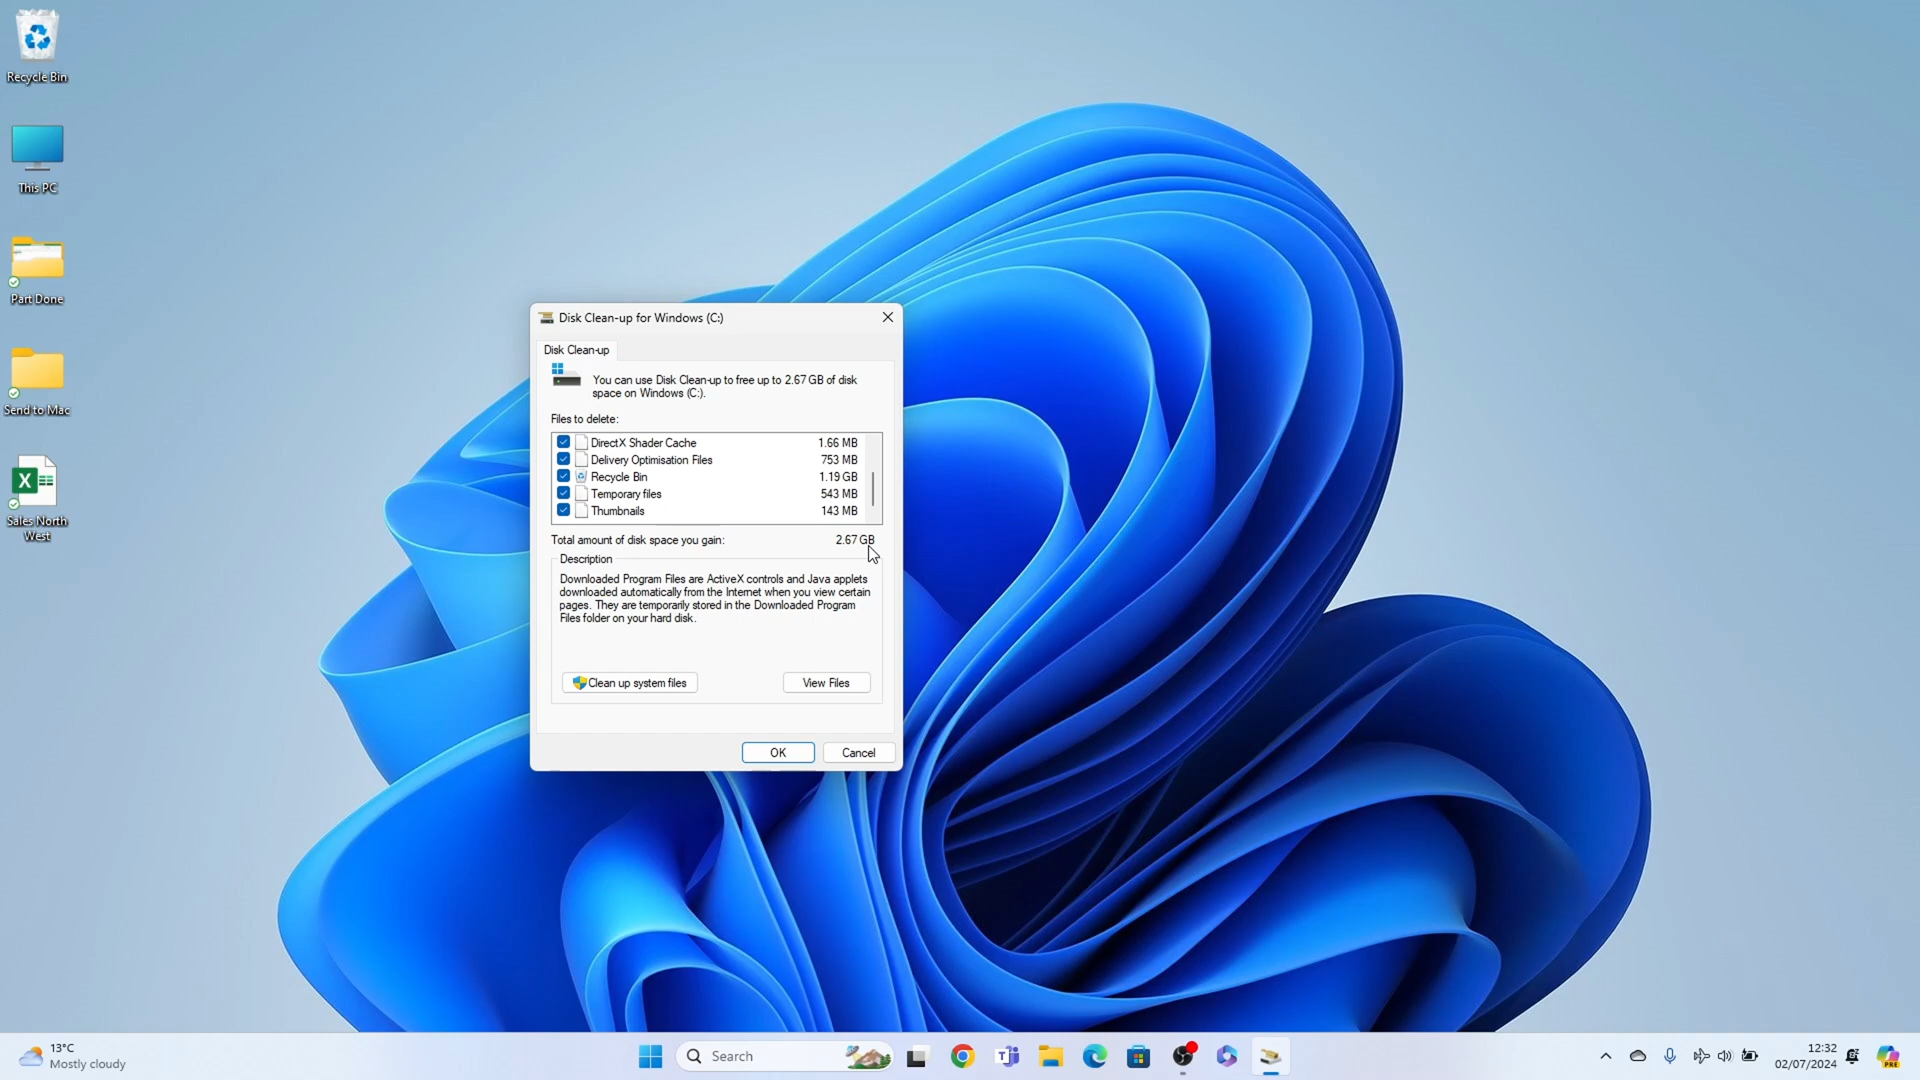 Recycle Bin
This PC
Part Done
Send to Mac
X
Sales North
West
Disk Clean-up for Windows (C:)
Disk Clean-up
You can use Disk Clean-up to free up to 2.67 GB of disk
space on Windows (C:).
Files to delete:
DirectX Shader Cache 1.66 MB
Delivery Optimisation Files 753 MB
Recycle Bin 1.19 GB
Temporary files 543 MB
Thumbnails 143 MB
Total amount of disk space you gain: 2.67 GB
Description
Downloaded Program Files are ActiveX controls and Java applets
downloaded automatically from the Internet when you view certain
pages. They are temporarily stored in the Downloaded Program
Files folder on your hard disk.
Clean up system files View Files
OK Cancel
13°C
Mostly cloudy
Search
T
12:32
02/07/2024
PRE